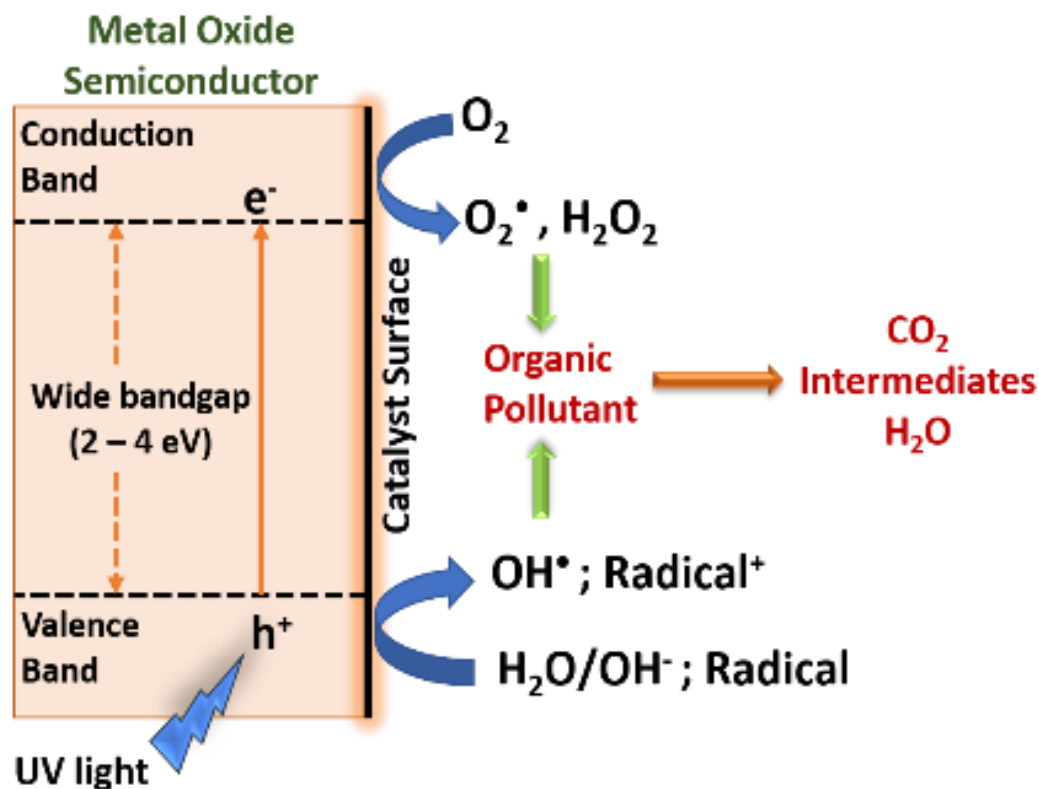 Metal Oxide
Semiconductor
Conduction
Band
e⁻
O₂
O₂•, H₂O₂
Wide bandgap
(2 – 4 eV)
Catalyst Surface
Organic
Pollutant
CO₂
Intermediates
H₂O
OH• ; Radical⁺
Valence
Band
h⁺
H₂O/OH⁻ ; Radical
UV light